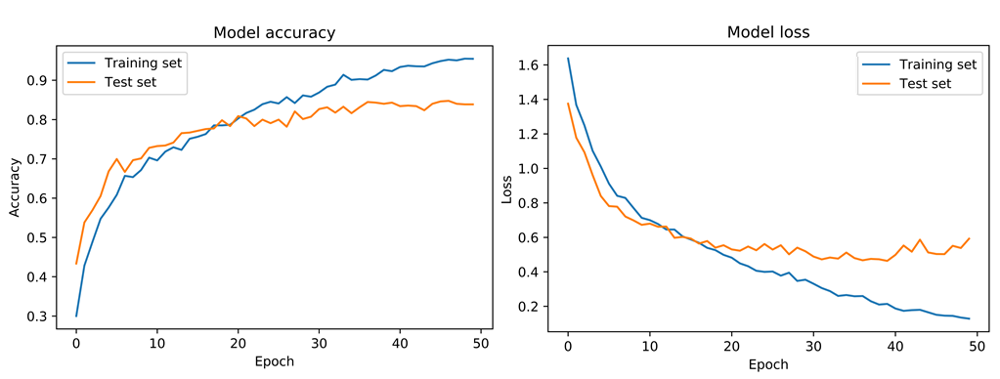 Model accuracy
Training set
Test set
0.9
0.8
0.7
0.6
0.5
0.4
0.3
Accuracy
0
10
20
30
40
50
Epoch
Model loss
Training set
Test set
1.6
1.4
1.2
1.0
0.8
0.6
0.4
0.2
Loss
0
10
20
30
40
50
Epoch